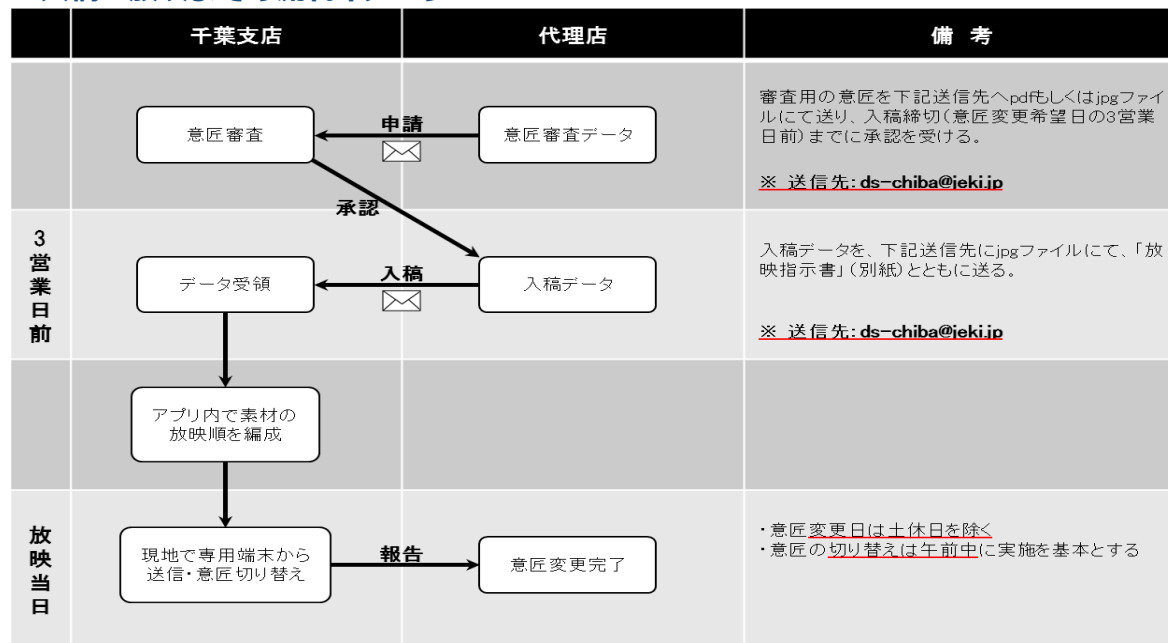 千葉支店
代理店
備 考
意匠審査
申請
意匠審査データ
審査用の意匠を下記送信先へpdfもしくはjpgファイ
ルにて送り、入稿締切(意匠変更希望日の3営業
日前)までに承認を受ける。
※ 送信先: ds-chiba@jeki.jp
承認
3
営
業
日
前
データ受領
入稿
入稿データ
入稿データを、下記送信先にjpgファイルにて、「放
映指示書」(別紙)とともに送る。
※ 送信先: ds-chiba@jeki.jp
アプリ内で素材の
放映順を編成
放
映
当
日
現地で専用端末から
送信・意匠切り替え
報告
意匠変更完了
・意匠変更日は土休日を除く
・意匠の切り替えは午前中に実施を基本とする